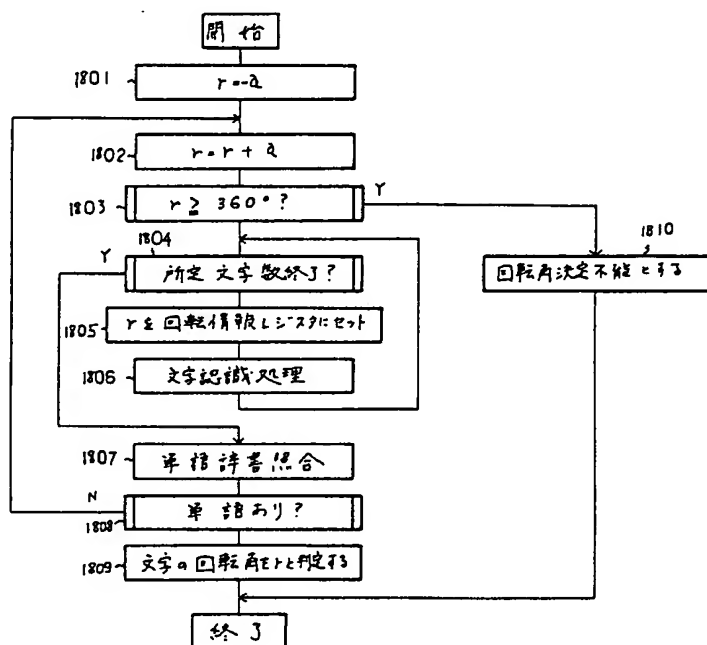 開始
1801
r=-a
1802
r=r+a
1803
r≧360°?
Y
1804
Y
所定文字数終了?
1810
回転角決定不能とする
1805
rを回転情報レジスタにセット
1806
文字認識処理
1807
単語辞書照合
N
1808
単語あり?
1809
文字の回転角をrと判定する
終了